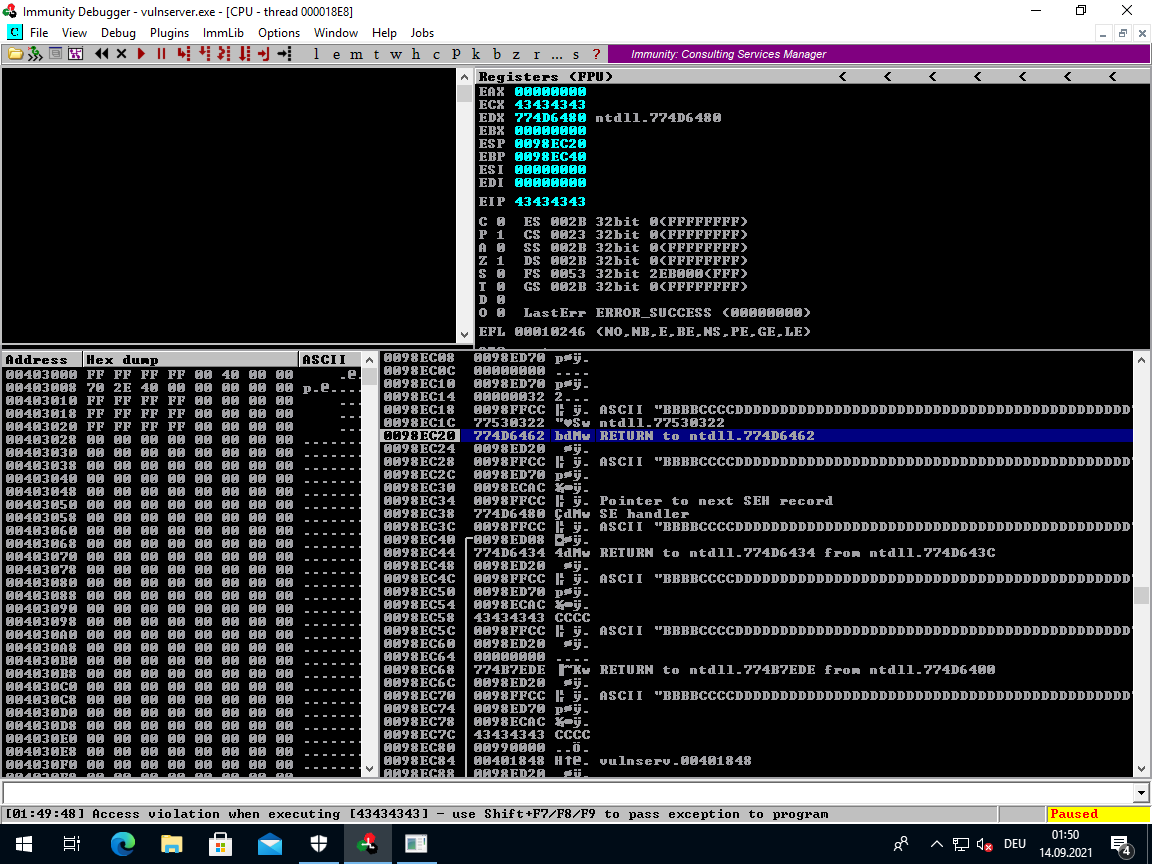 Immunity Debugger - vulnserver.exe - [CPU - thread 000018E8]
C File View Debug Plugins ImmLib Options Window Help Jobs
l e m t w h c P k b z r ... s ? Immunity: Consulting Services Manager
Registers (FPU) < < < < < < <
EAX 00000000
ECX 43434343
EDX 774D6480 ntdll.774D6480
EBX 00000000
ESP 0098EC20
EBP 0098EC40
ESI 00000000
EDI 00000000
EIP 43434343
C 0 ES 002B 32bit 0(FFFFFFFF)
P 1 CS 0023 32bit 0(FFFFFFFF)
A 0 SS 002B 32bit 0(FFFFFFFF)
Z 1 DS 002B 32bit 0(FFFFFFFF)
S 0 FS 0053 32bit 2EB000(FFF)
T 0 GS 002B 32bit 0(FFFFFFFF)
D 0
O 0 LastErr ERROR_SUCCESS (00000000)
EFL 00010246 (NO,NB,E,BE,NS,PE,GE,LE)
Address Hex dump ASCII
00403000 FF FF FF FF 00 40 00 00 .@.
00403008 70 2E 40 00 00 00 00 00 p.@....
00403010 FF FF FF FF 00 00 00 00 ...
00403018 FF FF FF FF 00 00 00 00 ...
00403020 FF FF FF FF 00 00 00 00 ...
00403028 00 00 00 00 00 00 00 00 .......
00403030 00 00 00 00 00 00 00 00 .......
00403038 00 00 00 00 00 00 00 00 .......
00403040 00 00 00 00 00 00 00 00 .......
00403048 00 00 00 00 00 00 00 00 .......
00403050 00 00 00 00 00 00 00 00 .......
00403058 00 00 00 00 00 00 00 00 .......
00403060 00 00 00 00 00 00 00 00 .......
00403068 00 00 00 00 00 00 00 00 .......
00403070 00 00 00 00 00 00 00 00 .......
00403078 00 00 00 00 00 00 00 00 .......
00403080 00 00 00 00 00 00 00 00 .......
00403088 00 00 00 00 00 00 00 00 .......
00403090 00 00 00 00 00 00 00 00 .......
00403098 00 00 00 00 00 00 00 00 .......
004030A0 00 00 00 00 00 00 00 00 .......
004030A8 00 00 00 00 00 00 00 00 .......
004030B0 00 00 00 00 00 00 00 00 .......
004030B8 00 00 00 00 00 00 00 00 .......
004030C0 00 00 00 00 00 00 00 00 .......
004030C8 00 00 00 00 00 00 00 00 .......
004030D0 00 00 00 00 00 00 00 00 .......
004030D8 00 00 00 00 00 00 00 00 .......
004030E0 00 00 00 00 00 00 00 00 .......
004030E8 00 00 00 00 00 00 00 00 .......
004030F0 00 00 00 00 00 00 00 00 .......
0098EC08 0098ED70 p≠ÿ.
0098EC0C 00000000 ....
0098EC10 0098ED70 p≠ÿ.
0098EC14 00000032 2...
0098EC18 0098FFCC ╠ ÿ. ASCII "BBBBCCCCDDDDDDDDDDDDDDDDDDDDDDDDDDDDDDDDDDDDDDDDDDDD
0098EC1C 77530322 "♥Sw ntdll.77530322
0098EC20 774D6462 bdMw RETURN to ntdll.774D6462
0098EC24 0098ED20 ≠ÿ.
0098EC28 0098FFCC ╠ ÿ. ASCII "BBBBCCCCDDDDDDDDDDDDDDDDDDDDDDDDDDDDDDDDDDDDDDDDDDDD
0098EC2C 0098ED70 p≠ÿ.
0098EC30 0098ECAC ¼∞ÿ.
0098EC34 0098FFCC ╠ ÿ. Pointer to next SEH record
0098EC38 774D6480 ÇdMw SE handler
0098EC3C 0098FFCC ╠ ÿ. ASCII "BBBBCCCCDDDDDDDDDDDDDDDDDDDDDDDDDDDDDDDDDDDDDDDDDDDD
0098EC40 0098ED08 ◘≠ÿ.
0098EC44 774D6434 4dMw RETURN to ntdll.774D6434 from ntdll.774D643C
0098EC48 0098ED20 ≠ÿ.
0098EC4C 0098FFCC ╠ ÿ. ASCII "BBBBCCCCDDDDDDDDDDDDDDDDDDDDDDDDDDDDDDDDDDDDDDDDDDDD
0098EC50 0098ED70 p≠ÿ.
0098EC54 0098ECAC ¼∞ÿ.
0098EC58 43434343 CCCC
0098EC5C 0098FFCC ╠ ÿ. ASCII "BBBBCCCCDDDDDDDDDDDDDDDDDDDDDDDDDDDDDDDDDDDDDDDDDDDD
0098EC60 0098ED20 ≠ÿ.
0098EC64 00000000 ....
0098EC68 774B7EDE ▐~Kw RETURN to ntdll.774B7EDE from ntdll.774D6400
0098EC6C 0098ED20 ≠ÿ.
0098EC70 0098FFCC ╠ ÿ. ASCII "BBBBCCCCDDDDDDDDDDDDDDDDDDDDDDDDDDDDDDDDDDDDDDDDDDDD
0098EC74 0098ED70 p≠ÿ.
0098EC78 0098ECAC ¼∞ÿ.
0098EC7C 43434343 CCCC
0098EC80 00990000 ..Ö.
0098EC84 00401848 H↑@. vulnserv.00401848
0098EC88 0098ED20 ≠ÿ.
[01:49:48] Access violation when executing [43434343] - use Shift+F7/F8/F9 to pass exception to program
Paused
DEU
01:50
14.09.2021
4